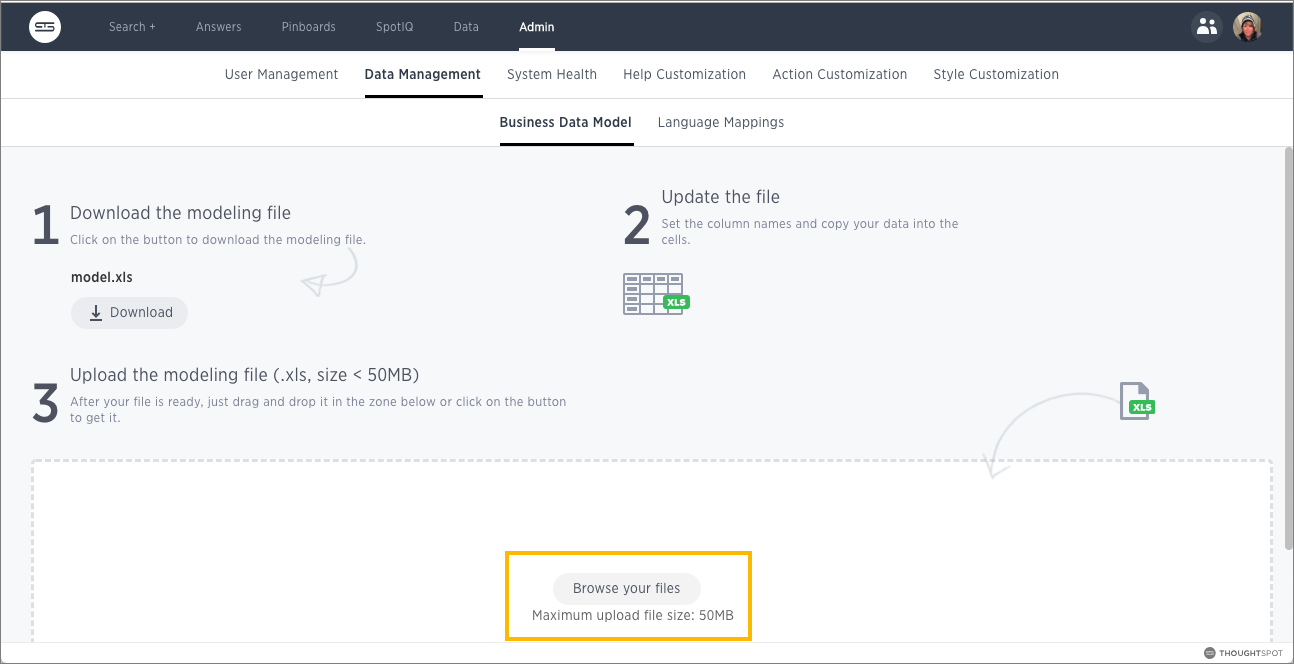 Search +
Answers
Pinboards
SpotIQ
Data
Admin
User Management
Data Management
System Health
Help Customization
Action Customization
Style Customization
Business Data Model
Language Mappings
1
Download the modeling file
Click on the button to download the modeling file.
model.xls
Download
2
Update the file
Set the column names and copy your data into the
cells.
XLS
3
Upload the modeling file (.xls, size < 50MB)
After your file is ready, just drag and drop it in the zone below or click on the button
to get it.
XLS
Browse your files
Maximum upload file size: 50MB
THOUGHTSPOT